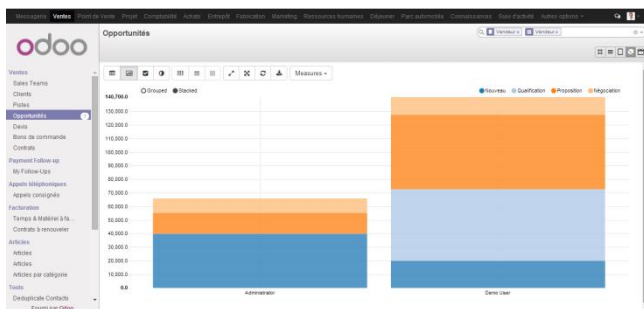 Messagerie Ventes Point de Vente Projet Comptabilité Achats Entrepôt Fabrication Marketing Ressources humaines Déjeuner Parc automobile Connaissances Suivi d'activité Autres options
Opportunités
Vendeur x Vendeur x
odoo
Measures
Ventes
Sales Teams
Clients
Pistes
Opportunités
Devis
Bons de commande
Contrats
Payment Follow-up
My Follow-Ups
Appels téléphoniques
Appels consignés
Facturation
Temps & Matériel à fa...
Contrats à renouveler
Articles
Articles
Articles
Articles par catégorie
Tools
Deduplicate Contacts
Fourni par Odoo
Grouped Stacked
Nouveau Qualification Proposition Négociation
140,700.0
130,000.0
120,000.0
110,000.0
100,000.0
90,000.0
80,000.0
70,000.0
60,000.0
50,000.0
40,000.0
30,000.0
20,000.0
10,000.0
0.0
Administrator Demo User